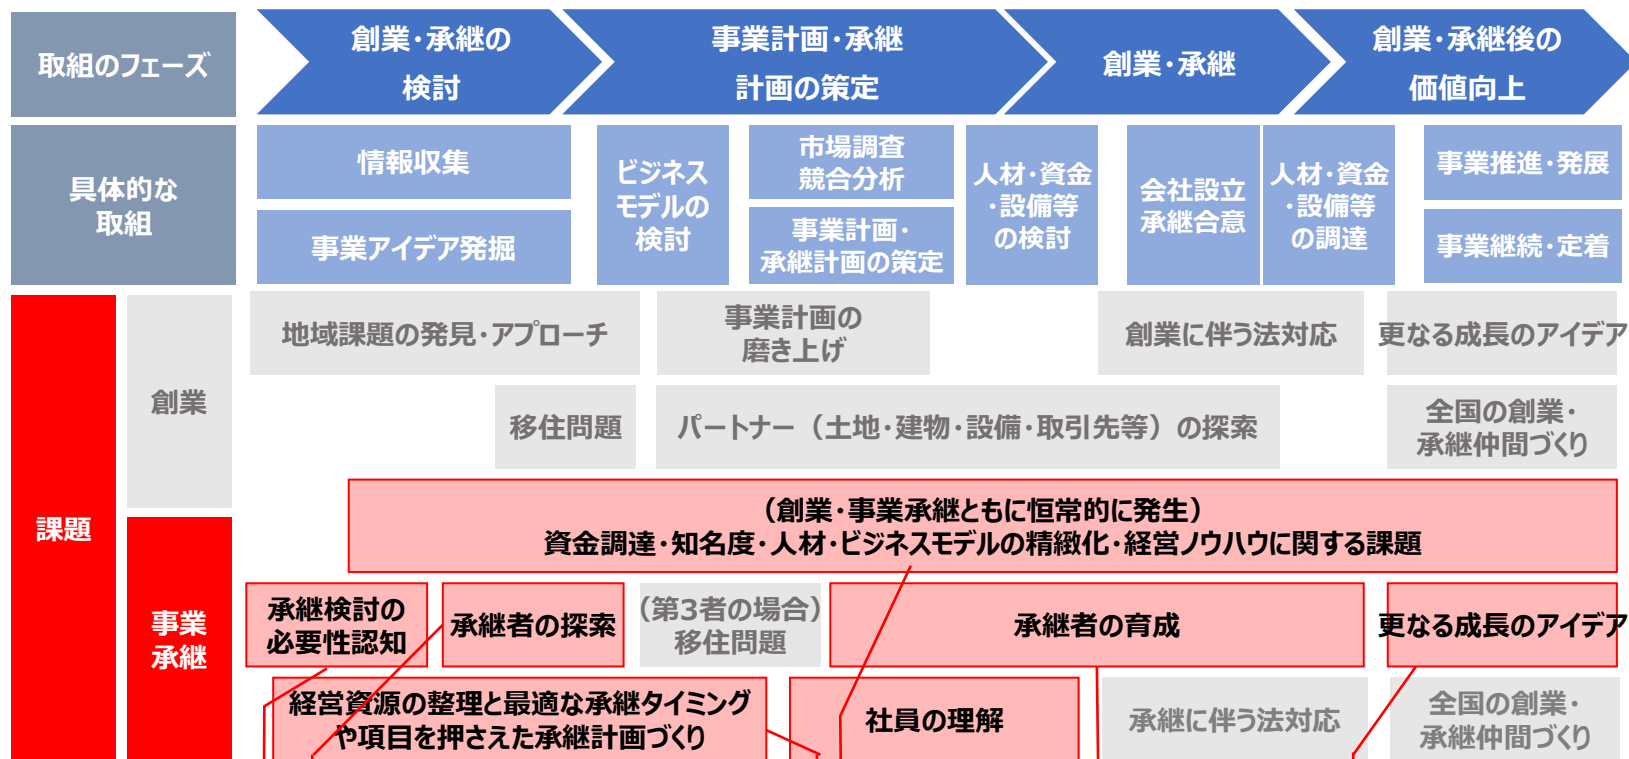 取組のフェーズ
創業・承継の
検討
事業計画・承継
計画の策定
創業・承継
創業・承継後の
価値向上
具体的な
取組
情報収集
事業アイデア発掘
ビジネス
モデルの
検討
市場調査
競合分析
事業計画・
承継計画の策定
人材・資金
・設備等
の検討
会社設立
承継合意
人材・資金
・設備等
の調達
事業推進・発展
事業継続・定着
課題
創業
地域課題の発見・アプローチ
事業計画の
磨き上げ
創業に伴う法対応
更なる成長のアイデア
移住問題
パートナー（土地・建物・設備・取引先等）の探索
全国の創業・
承継仲間づくり
（創業・事業承継ともに恒常的に発生）
資金調達・知名度・人材・ビジネスモデルの精緻化・経営ノウハウに関する課題
事業
承継
承継検討の
必要性認知
承継者の探索
（第3者の場合）
移住問題
承継者の育成
更なる成長のアイデア
経営資源の整理と最適な承継タイミング
や項目を押さえた承継計画づくり
社員の理解
承継に伴う法対応
全国の創業・
承継仲間づくり